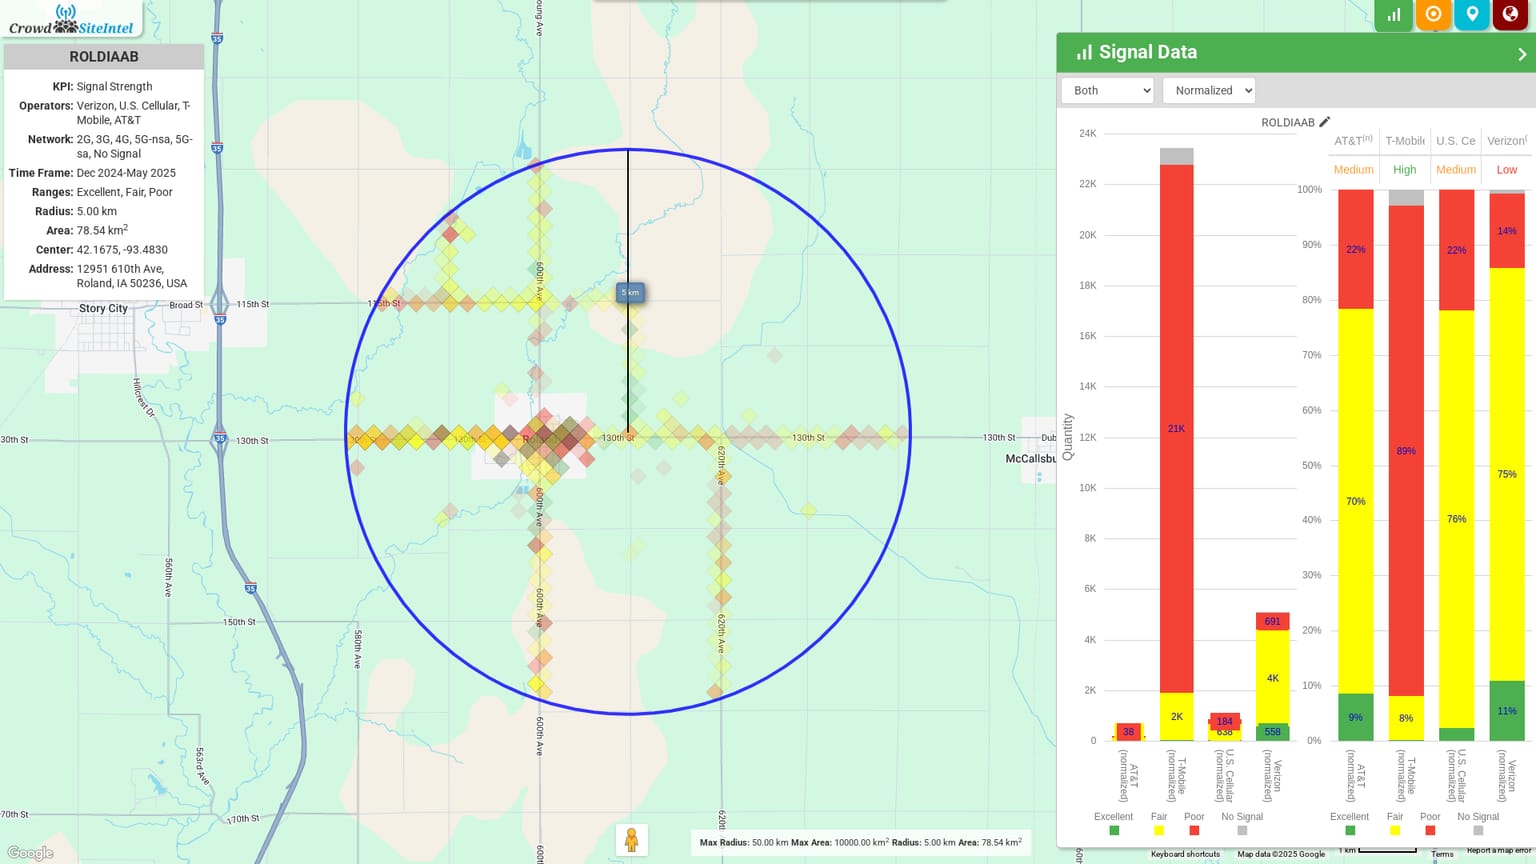 Crowd SiteIntel
ROLDIAAB
KPI: Signal Strength
Operators: Verizon, U.S. Cellular, T-
Mobile, AT&T
Network: 2G, 3G, 4G, 5G-nsa, 5G-
sa, No Signal
Time Frame: Dec 2024-May 2025
Ranges: Excellent, Fair, Poor
Radius: 5.00 km
Area: 78.54 km2
Center: 42.1675, -93.4830
Address: 12951 610th Ave,
Roland, IA 50236, USA
35
35
35
35
35
Story City
Broad St
115th St
115th St
Hillcrest Dr
30th St
130th St
130th St
130th St
130th St
130th St
McCallsbu
Dub
5 km
oung Ave
600th Ave
600th Ave
600th Ave
600th Ave
600th
620th Ave
620th Ave
620th
560th Ave
580th Ave
563rd Ave
150th St
70th St
170th St
Google
Max Radius: 50.00 km Max Area: 10000.00 km2 Radius: 5.00 km Area: 78.54 km2
Keyboard shortcuts
Map data ©2025 Google
1 km
Terms
Report a map error
Signal Data
Both
Normalized
ROLDIAAB
Quantity
24K
22K
20K
18K
16K
14K
12K
10K
8K
6K
4K
2K
0
21K
2K
38
184
638
691
4K
558
AT&T (normalized)
T-Mobile (normalized)
U.S. Cellular (normalized)
Verizon (normalized)
Excellent Fair Poor No Signal
AT&T(n) T-Mobile U.S. Ce Verizon(
Medium High Medium Low
100%
90%
80%
70%
60%
50%
40%
30%
20%
10%
0%
22%
70%
9%
89%
8%
22%
76%
14%
75%
11%
AT&T (normalized)
T-Mobile (normalized)
U.S. Cellular (normalized)
Verizon (normalized)
Excellent Fair Poor No Signal